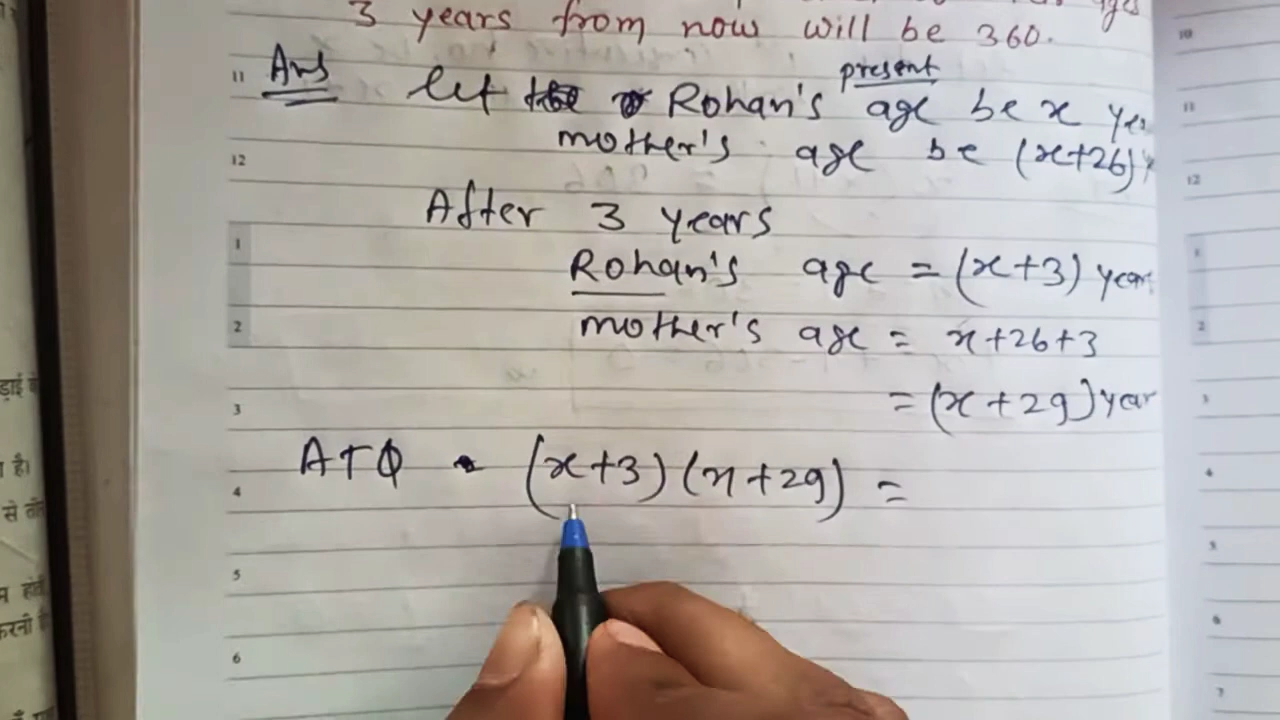 3 years from now will be 360.
Ans let Rohan's present age be x
mother's age be (x+26)
After 3 years
Rohan's age = (x+3) years
mother's age = x+26+3
= (x+29) year
ATQ (x+3) (x+29) =